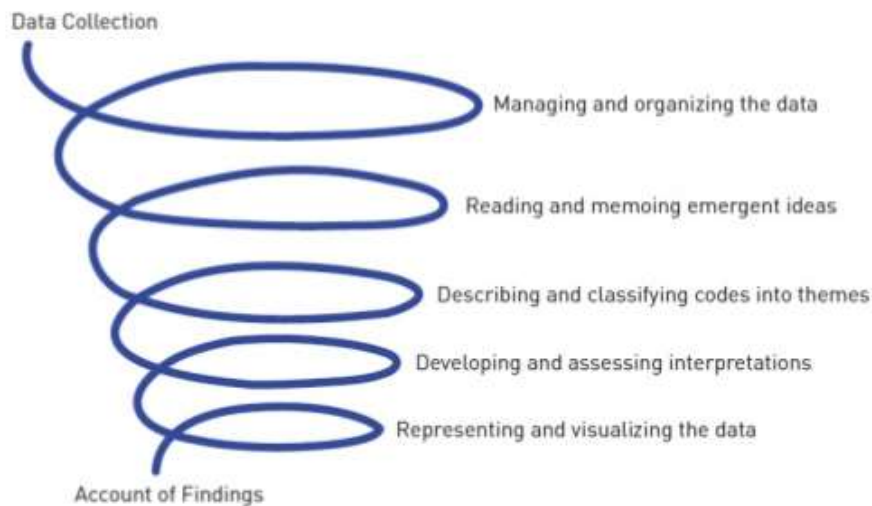 Data Collection
Managing and organizing the data
Reading and memoing emergent ideas
Describing and classifying codes into themes
Developing and assessing interpretations
Representing and visualizing the data
Account of Findings